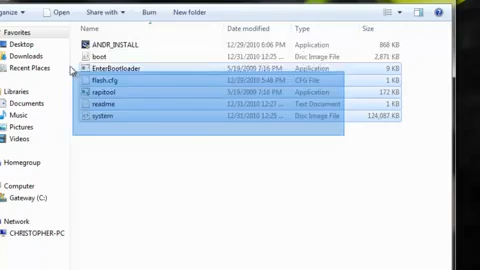 ganize Open Share with Burn New folder
Favorites
Desktop
Downloads
Recent Places
Libraries
Documents
Music
Pictures
Videos
Homegroup
Computer
Gateway (C:)
Network
CHRISTOPHER-PC
Name Date modified Type Size
ANDR_INSTALL 12/29/2010 6:06 PM Application 868 KB
boot 12/31/2010 12:25 ... Disc Image File 2,871 KB
EnterBootloader 5/19/2009 7:16 PM Application 9 KB
flash.cfg 12/29/2010 5:48 PM CFG File 1 KB
rapitool 5/19/2009 7:16 PM Application 172 KB
readme 12/31/2010 12:27 ... Text Document 1 KB
system 12/31/2010 12:25 ... Disc Image File 124,087 KB